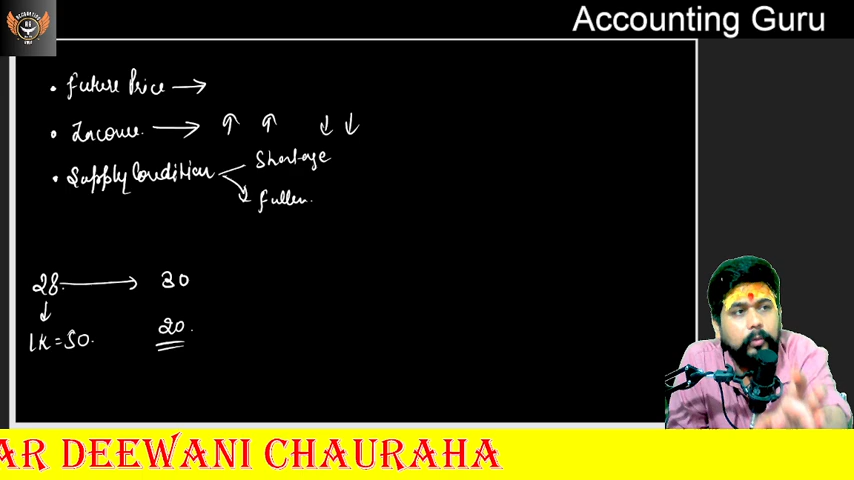 Accounting Guru
• Future Price →
• Income. → ↑ ↑ ↓ ↓
• Supply Condition Shortage
Fuller.
28. → 30
↓
1K = 50. 20.
AR DEEWANI CHAURAHA